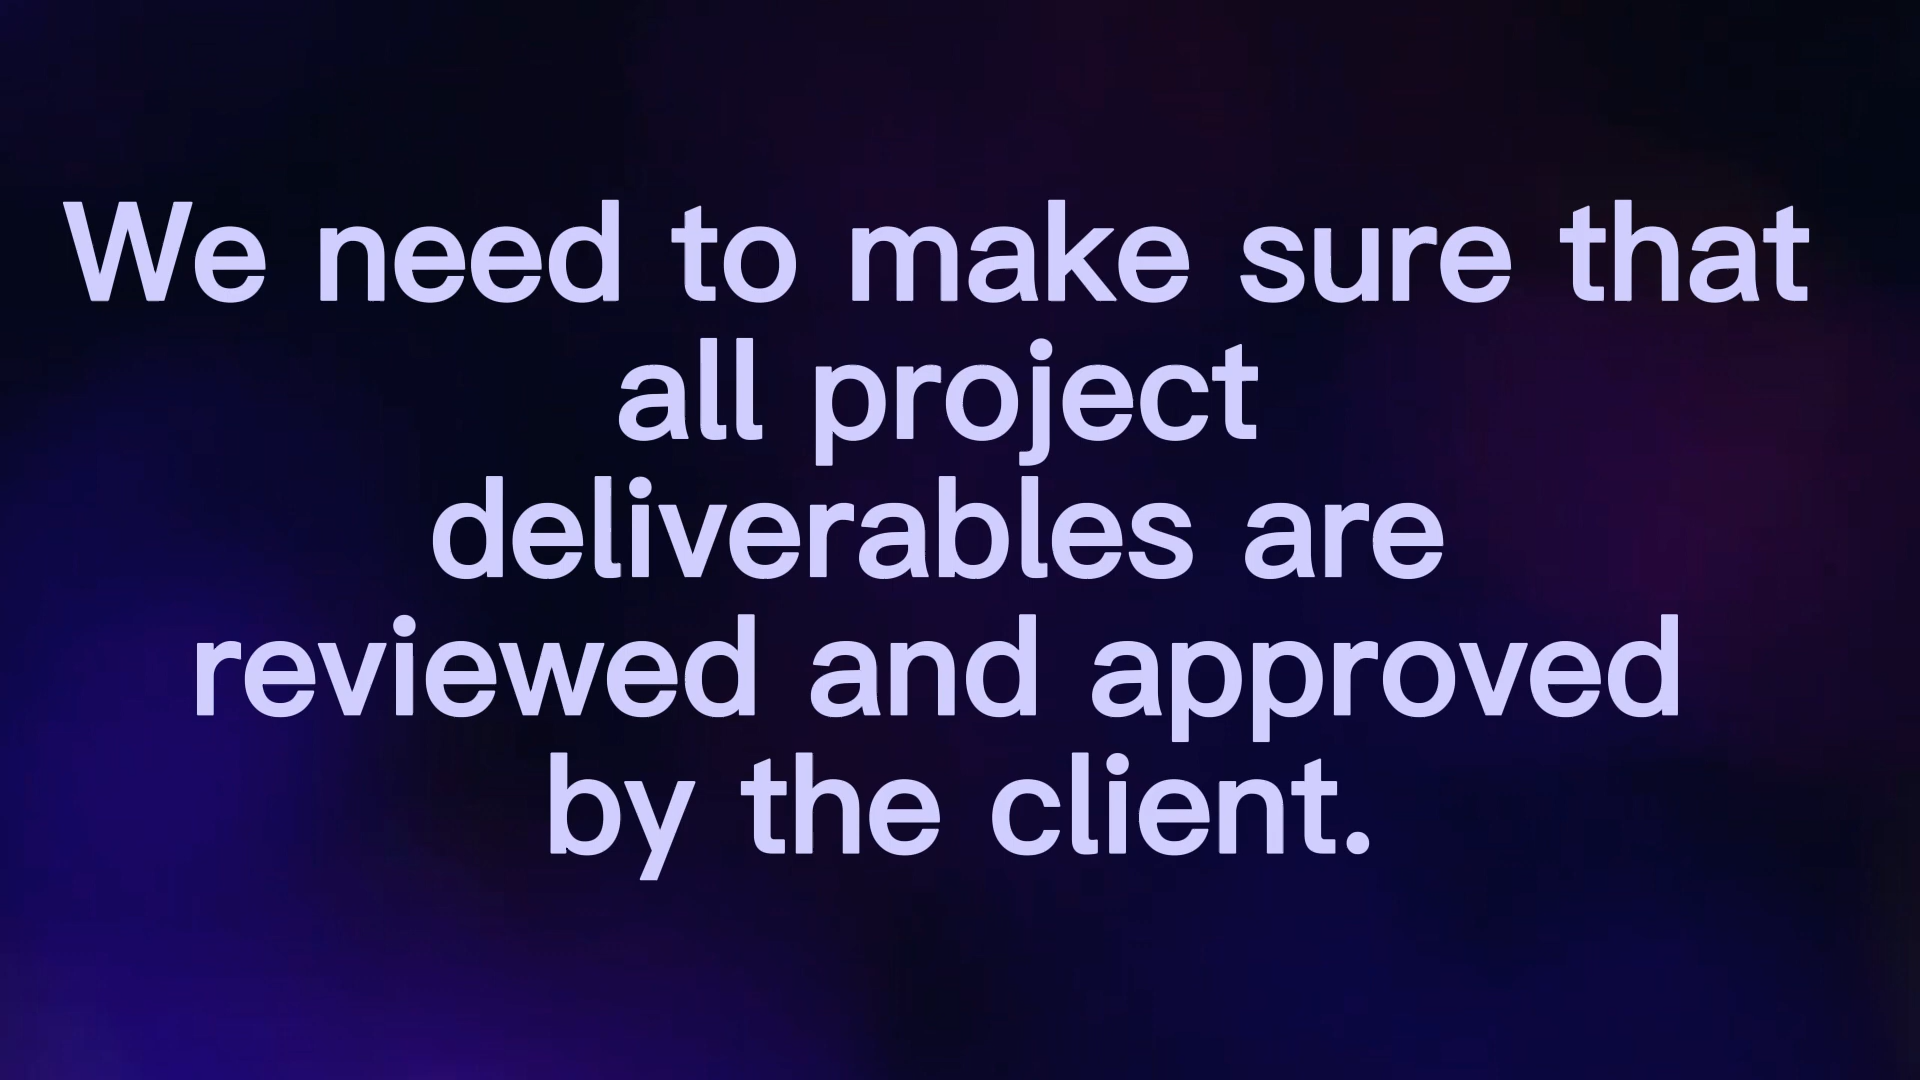 We need to make sure that
all project
deliverables are
reviewed and approved
by the client.